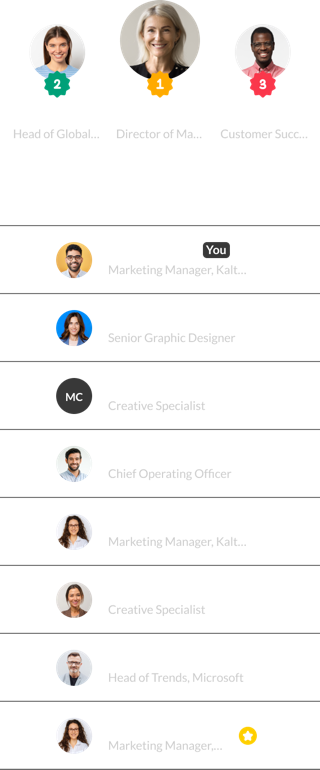 2
1
3
Head of Global...
Director of Ma...
Customer Succ...
You
Marketing Manager, Kalt...
Senior Graphic Designer
MC
Creative Specialist
Chief Operating Officer
Marketing Manager, Kalt...
Creative Specialist
Head of Trends, Microsoft
Marketing Manager,...